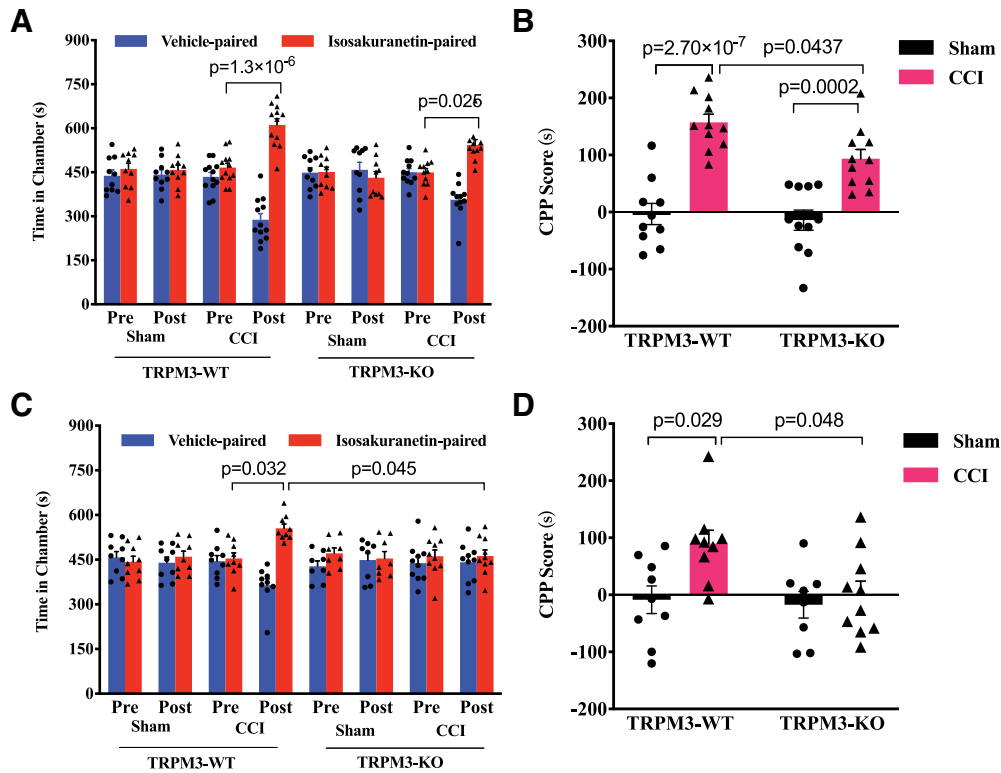 A
900
Vehicle-paired
Isosakuranetin-paired
p=1.3×10-6
750
p=0.025
600
450
300
150
0
Time in Chamber (s)
Pre Post Pre Post Pre Post Pre Post
Sham CCI Sham CCI
TRPM3-WT TRPM3-KO
B
300
p=2.70×10-7
p=0.0437
Sham
CCI
200
p=0.0002
100
0
-100
-200
CPP Score (s)
TRPM3-WT TRPM3-KO
C
900
Vehicle-paired
Isosakuranetin-paired
750
p=0.032
p=0.045
600
450
300
150
0
Time in Chamber (s)
Pre Post Pre Post Pre Post Pre Post
Sham CCI Sham CCI
TRPM3-WT TRPM3-KO
D
300
p=0.029
p=0.048
Sham
CCI
200
100
0
-100
-200
CPP Score (s)
TRPM3-WT TRPM3-KO